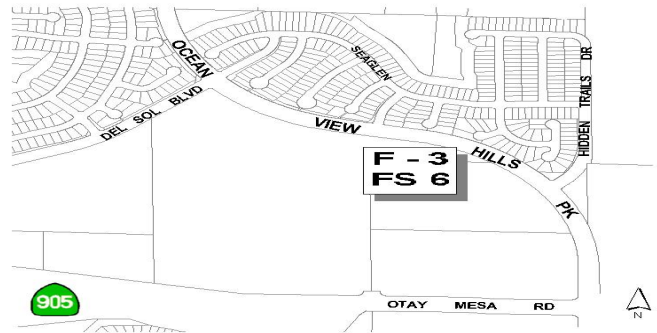 OCEAN VIEW HILLS PK
SEAGLEN
DEL SOL BLVD
HIDDEN TRAILS DR
F - 3
FS 6
905
OTAY MESA RD
N